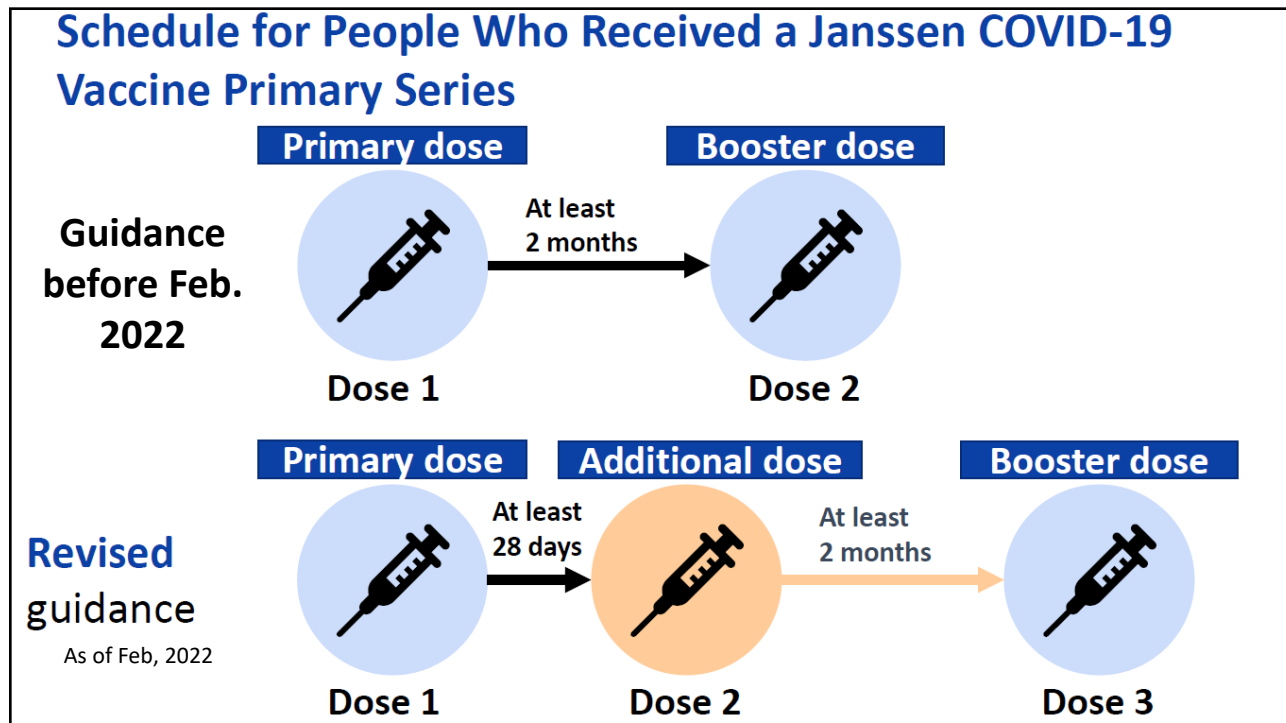 Schedule for People Who Received a Janssen COVID-19
Vaccine Primary Series
Primary dose
Booster dose
Guidance
before Feb.
2022
At least
2 months
Dose 1
Dose 2
Primary dose
Additional dose
Booster dose
Revised
guidance
As of Feb, 2022
At least
28 days
At least
2 months
Dose 1
Dose 2
Dose 3